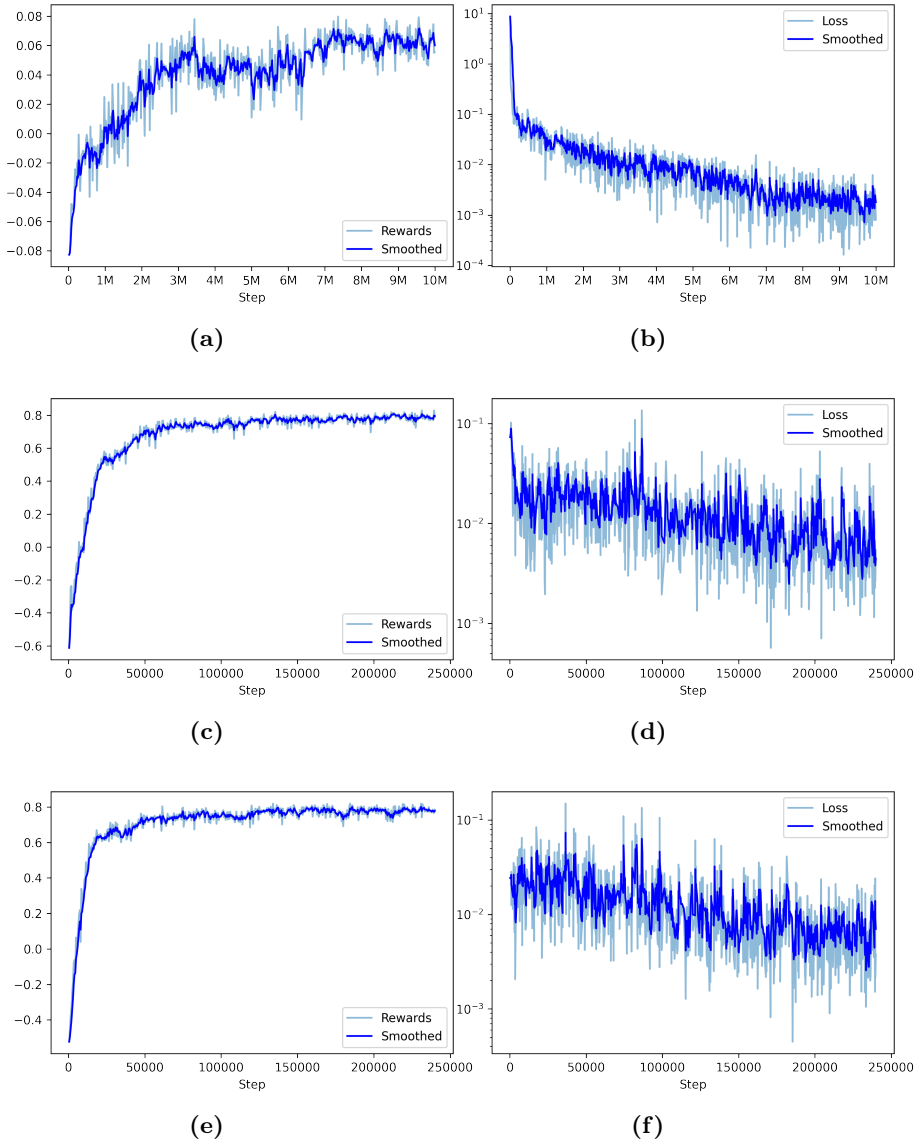 0.08
0.06
0.04
0.02
0.00
−0.02
−0.04
−0.06
−0.08
Rewards
Smoothed
0 1M 2M 3M 4M 5M 6M 7M 8M 9M 10M
Step
(a)
10^1
10^0
10^−1
10^−2
10^−3
10^−4
Loss
Smoothed
0 1M 2M 3M 4M 5M 6M 7M 8M 9M 10M
Step
(b)
0.8
0.6
0.4
0.2
0.0
−0.2
−0.4
−0.6
Rewards
Smoothed
0 50000 100000 150000 200000 250000
Step
(c)
10^−1
10^−2
10^−3
Loss
Smoothed
0 50000 100000 150000 200000 250000
Step
(d)
0.8
0.6
0.4
0.2
0.0
−0.2
−0.4
Rewards
Smoothed
0 50000 100000 150000 200000 250000
Step
(e)
10^−1
10^−2
10^−3
Loss
Smoothed
0 50000 100000 150000 200000 250000
Step
(f)